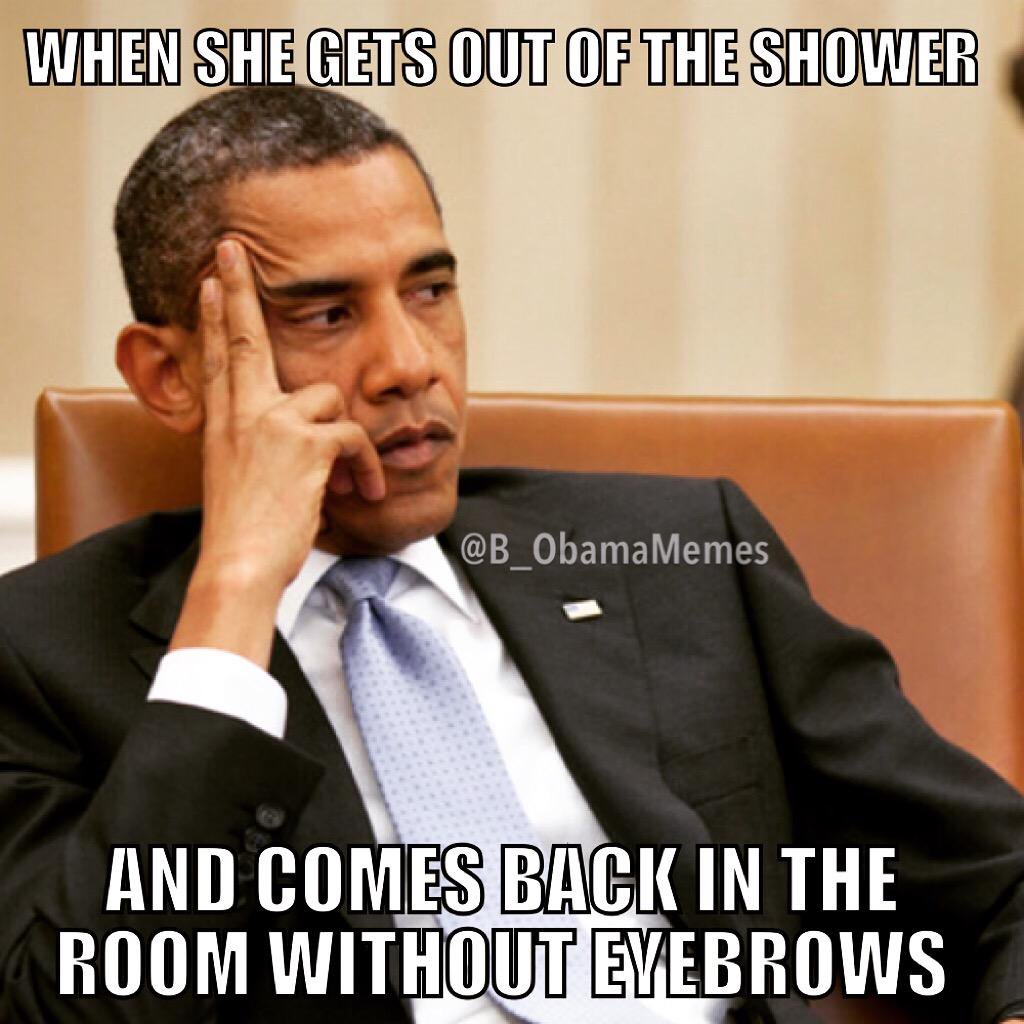 WHEN SHE GETS OUT OF THE SHOWER
@B_ObamaMemes
AND COMES BACK IN THE
ROOM WITHOUT EYEBROWS